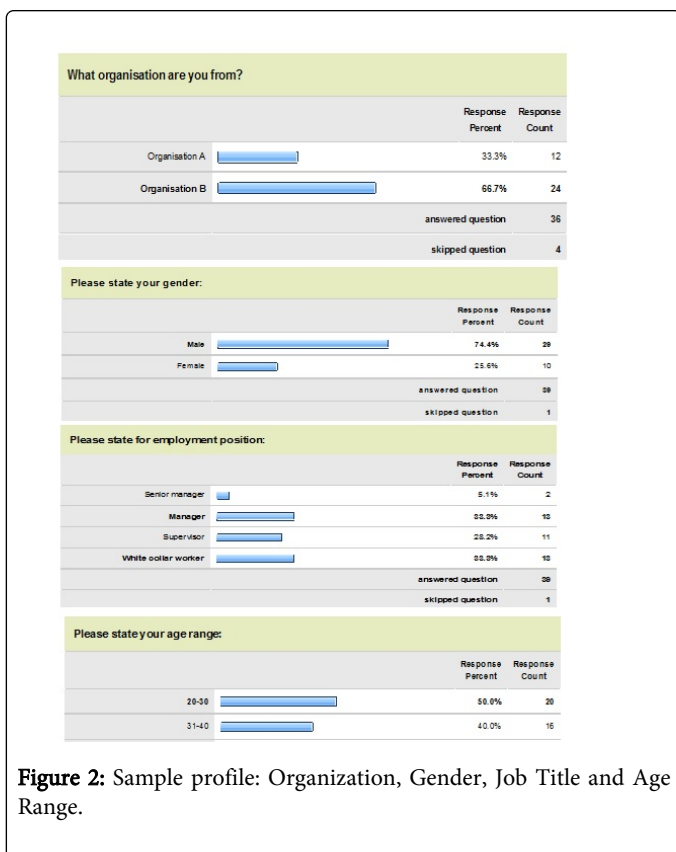 What organisation are you from?
Response Percent Response Count
Organisation A 33.3% 12
Organisation B 66.7% 24
answered question 36
skipped question 4
Please state your gender:
Response Percent Response Count
Male 74.4% 29
Female 25.6% 10
answered question 39
skipped question 1
Please state for employment position:
Response Percent Response Count
Senior manager 5.1% 2
Manager 33.3% 13
Supervisor 28.2% 11
White collar worker 33.3% 13
answered question 39
skipped question 1
Please state your age range:
Response Percent Response Count
20-30 50.0% 20
31-40 40.0% 16
Figure 2: Sample profile: Organization, Gender, Job Title and Age
Range.